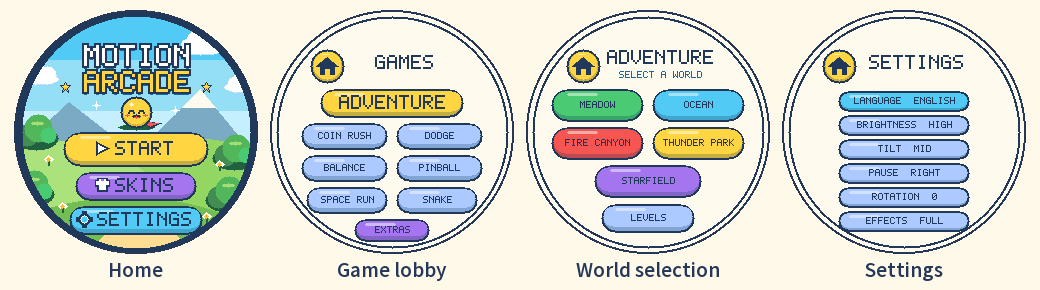 MOTION
ARCADE
START
SKINS
SETTINGS
Home
GAMES
ADVENTURE
COIN RUSH DODGE
BALANCE PINBALL
SPACE RUN SNAKE
EXTRAS
Game lobby
ADVENTURE
SELECT A WORLD
MEADOW OCEAN
FIRE CANYON THUNDER PARK
STARFIELD
LEVELS
World selection
SETTINGS
LANGUAGE ENGLISH
BRIGHTNESS HIGH
TILT MID
PAUSE RIGHT
ROTATION 0
EFFECTS FULL
Settings